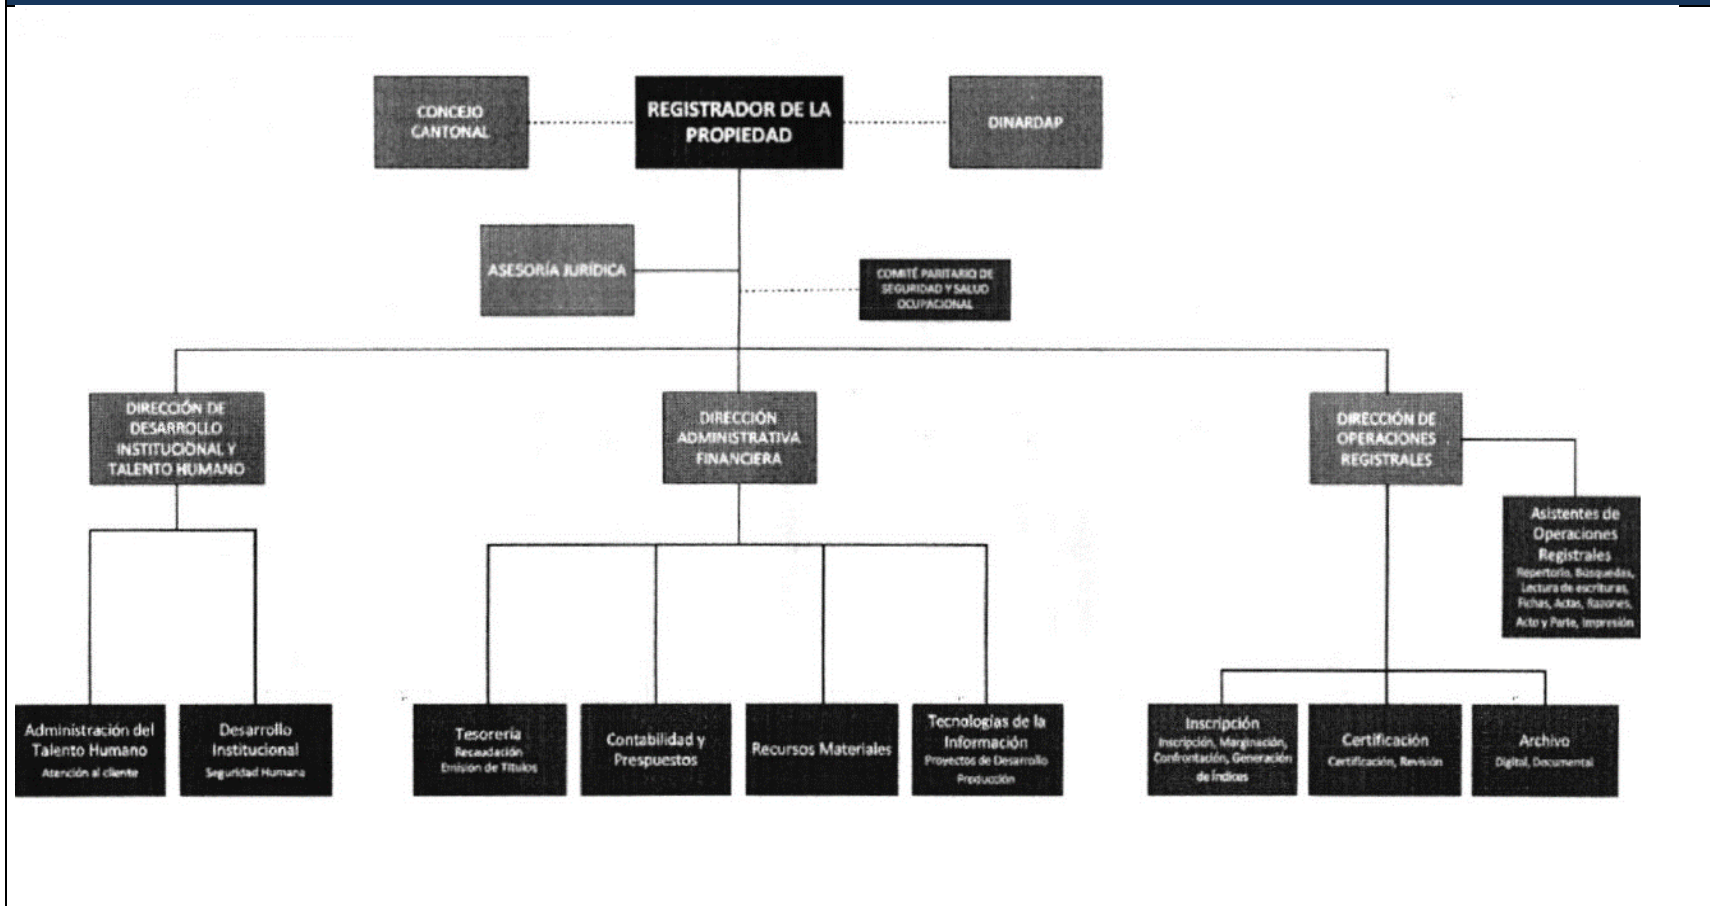 CONCEJO
CANTONAL
REGISTRADOR DE LA
PROPIEDAD
DINARDAP
ASESORÍA JURÍDICA
COMITÉ PARITARIO DE
SEGURIDAD Y SALUD
OCUPACIONAL
DIRECCIÓN DE
DESARROLLO
INSTITUCIONAL Y
TALENTO HUMANO
DIRECCIÓN
ADMINISTRATIVA
FINANCIERA
DIRECCIÓN DE
OPERACIONES
REGISTRALES
Asistentes de
Operaciones
Registrales
Repertorio, Búsquedas,
Lectura de escrituras,
Fichas, Actas, Razones,
Acto y Parte, Impresión
Administración del
Talento Humano
Atención al cliente
Desarrollo
Institucional
Seguridad Humana
Tesorería
Recaudación
Emisión de Títulos
Contabilidad y
Prespuestos
Recursos Materiales
Tecnologías de la
Información
Proyectos de Desarrollo
Producción
Inscripción
Inscripción, Marginación,
Confrontación, Generación
de Índices
Certificación
Certificación, Revisión
Archivo
Digital, Documental